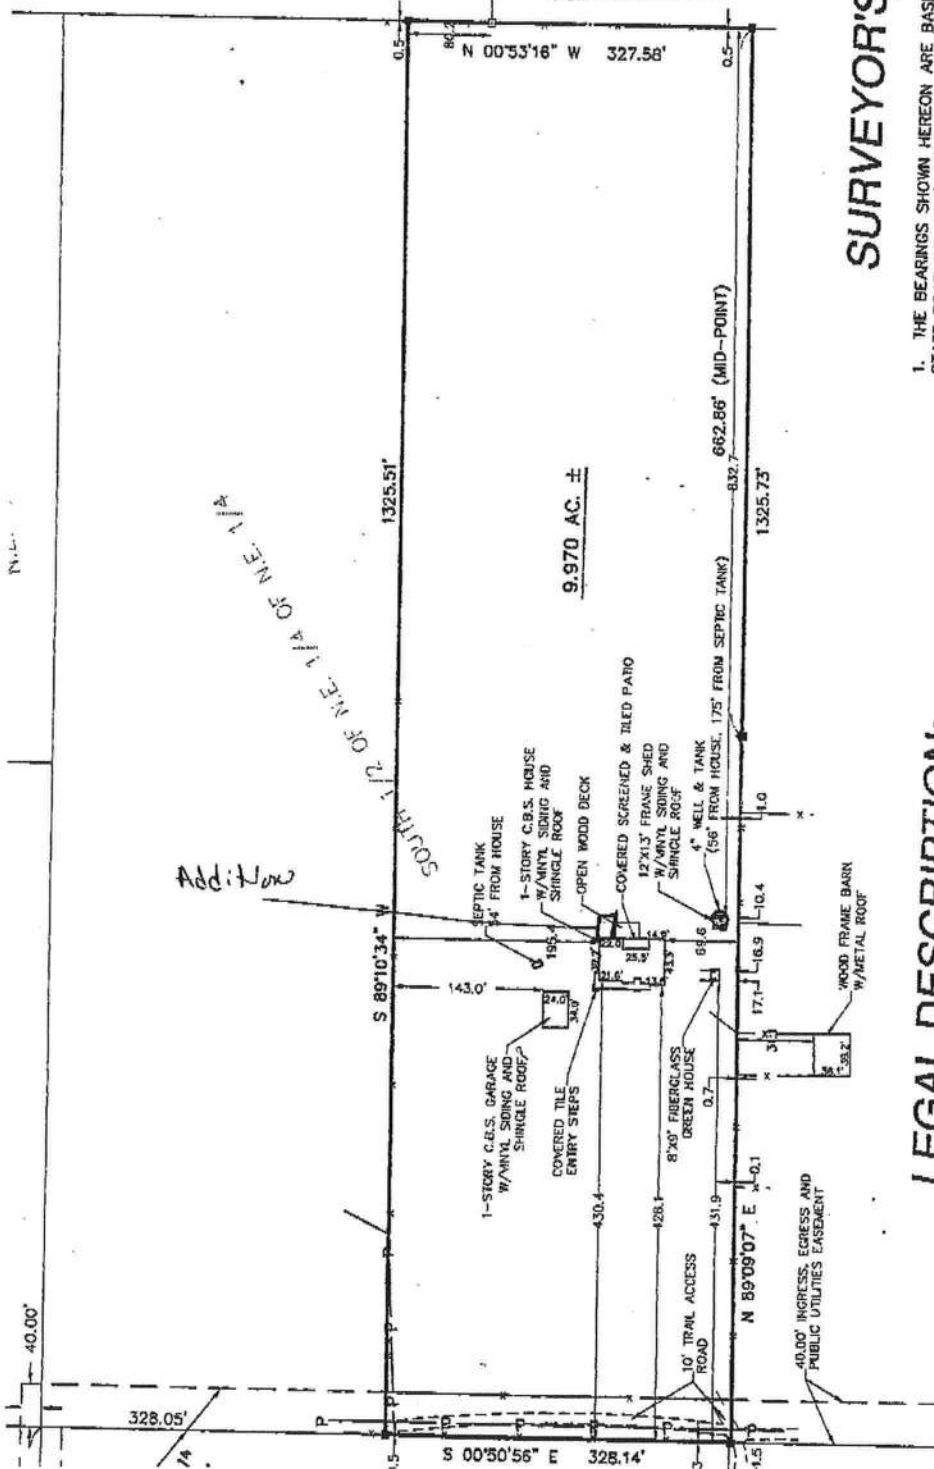 N 00°53'16" W 327.58'
0.5
80.2
0.5
SURVEYOR'S
1. THE BEARINGS SHOWN HEREON ARE BASE
1325.51'
SOUTH 1/2 OF N.E. 1/4 OF N.E. 1/4
9.970 AC. ±
662.86' (MID-POINT)
832.7
1325.73'
Addition
S 89°10'34" W
SEPTIC TANK
54' FROM HOUSE
195.4
1-STORY C.B.S. HOUSE
W/VINYL SIDING AND
SHINGLE ROOF
OPEN WOOD DECK
COVERED SCREENED & TILED PATIO
12'X13' FRAME SHED
W/VINYL SIDING AND
SHINGLE ROOF
4" WELL & TANK
(56' FROM HOUSE, 175' FROM SEPTIC TANK)
143.0'
24.0'
22.0
25.5'
21.6'
69.6
1.0
10.4
16.9
17.1
1-STORY C.B.S. GARAGE
W/VINYL SIDING AND
SHINGLE ROOF
COVERED TILE
ENTRY STEPS
8'X9' FIBERGLASS
GREEN HOUSE
0.7
WOOD FRAME BARN
W/METAL ROOF
430.4
428.1
431.9
0.1
N 89°09'07" E
10' TRAIL ACCESS
ROAD
40.00' INGRESS, EGRESS AND
PUBLIC UTILITIES EASEMENT
40.00'
328.05'
S 00°50'56" E 328.14'
LEGAL DESCRIPTION